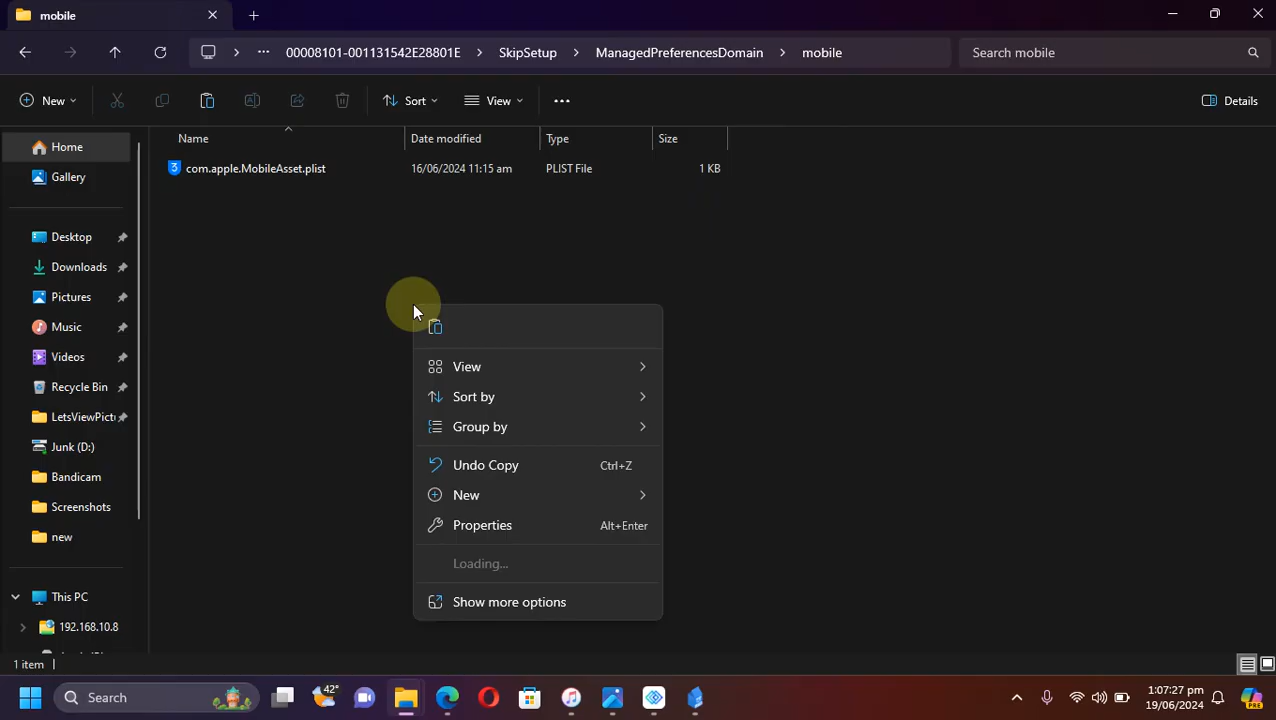 mobile
00008101-001131542E28801E > SkipSetup > ManagedPreferencesDomain > mobile
Search mobile
New
Sort
View
Details
Name
Date modified
Type
Size
com.apple.MobileAsset.plist
16/06/2024 11:15 am
PLIST File
1 KB
Home
Gallery
Desktop
Downloads
Pictures
Music
Videos
Recycle Bin
LetsViewPictu
Junk (D:)
Bandicam
Screenshots
new
This PC
192.168.10.8
View
Sort by
Group by
Undo Copy Ctrl+Z
New
Properties Alt+Enter
Loading...
Show more options
1 item
Search
42°
1:07:27 pm
19/06/2024
PRE